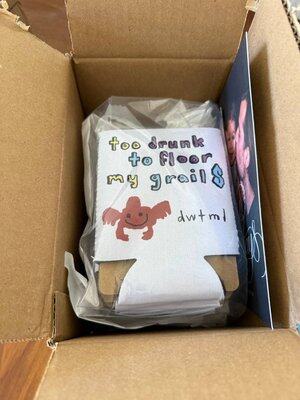 too drunk
to floor
my grail$
dwtml